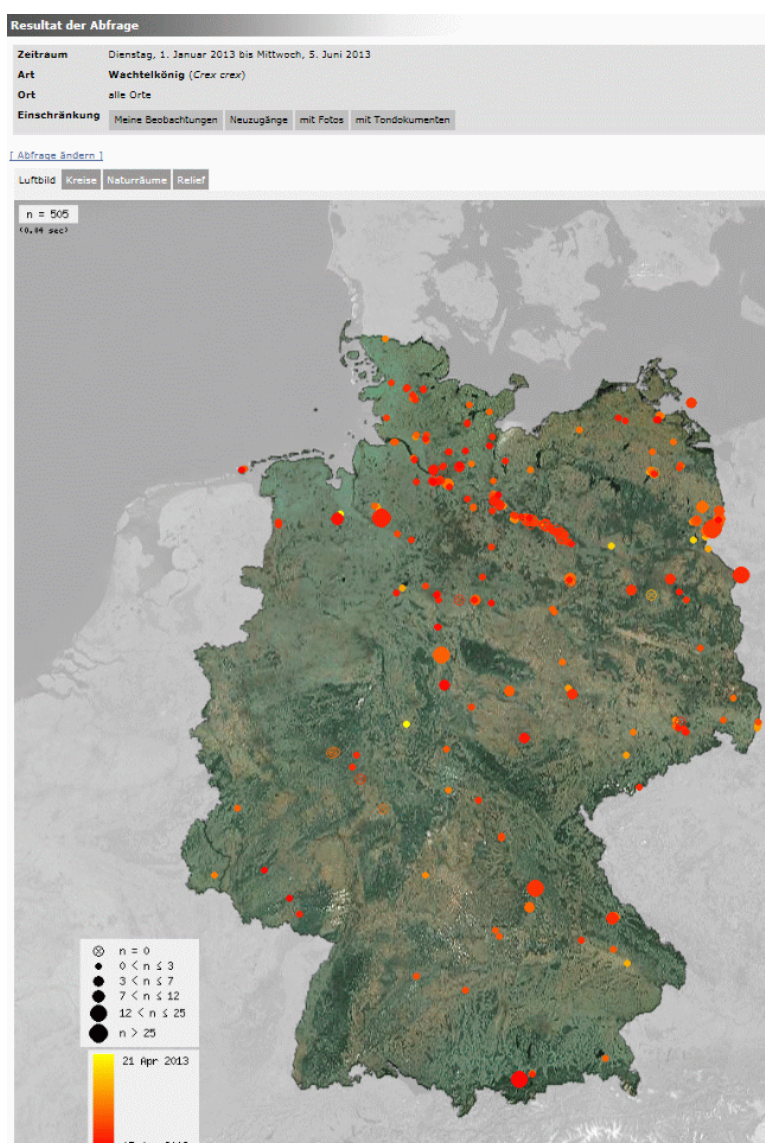 Resultat der Abfrage
Zeitraum Dienstag, 1. Januar 2013 bis Mittwoch, 5. Juni 2013
Art Wachtelkönig (Crex crex)
Ort alle Orte
Einschränkung Meine Beobachtungen Neuzugänge mit Fotos mit Tondokumenten
[ Abfrage ändern ]
Luftbild Kreise Naturräume Relief
n = 505
(0.04 sec)
n = 0
0 < n ≤ 3
3 < n ≤ 7
7 < n ≤ 12
12 < n ≤ 25
n > 25
21 Apr 2013